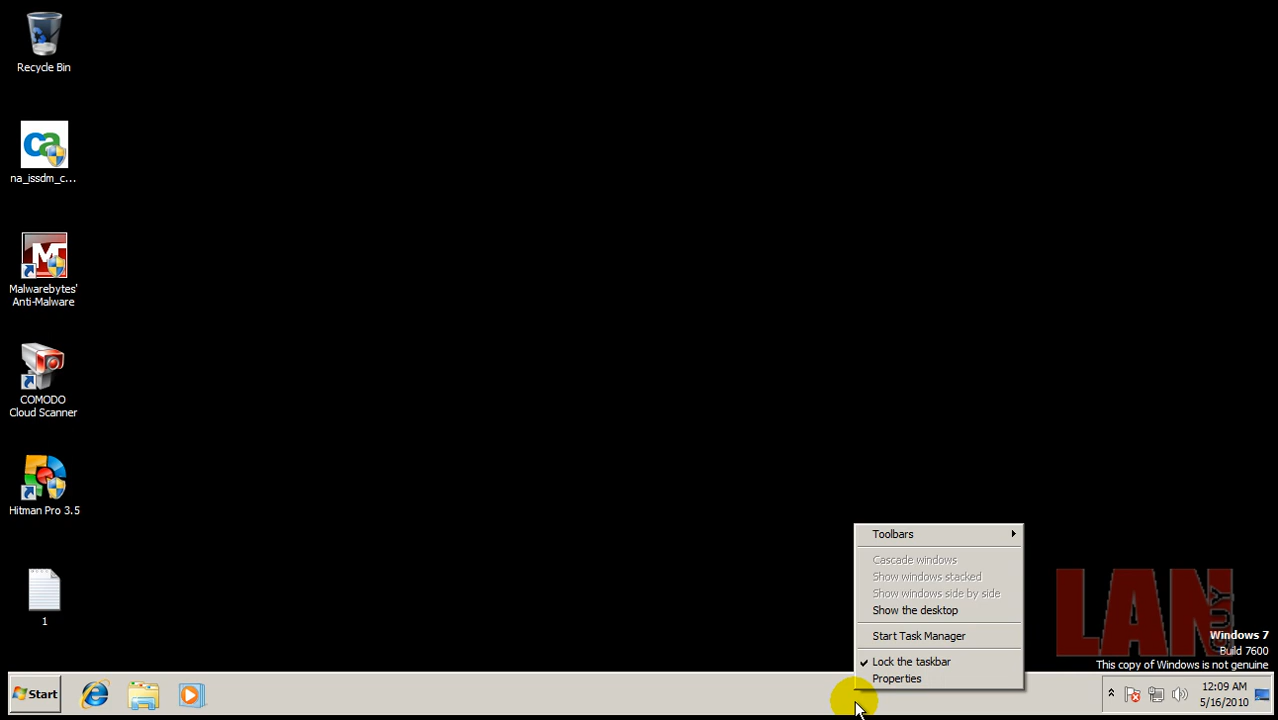 Recycle Bin
na_issdm_c...
Malwarebytes'
Anti-Malware
COMODO
Cloud Scanner
Hitman Pro 3.5
1
Toolbars
Cascade windows
Show windows stacked
Show windows side by side
Show the desktop
Start Task Manager
Lock the taskbar
Properties
LAN
GUY
Windows 7
Build 7600
This copy of Windows is not genuine
Start
12:09 AM
5/16/2010